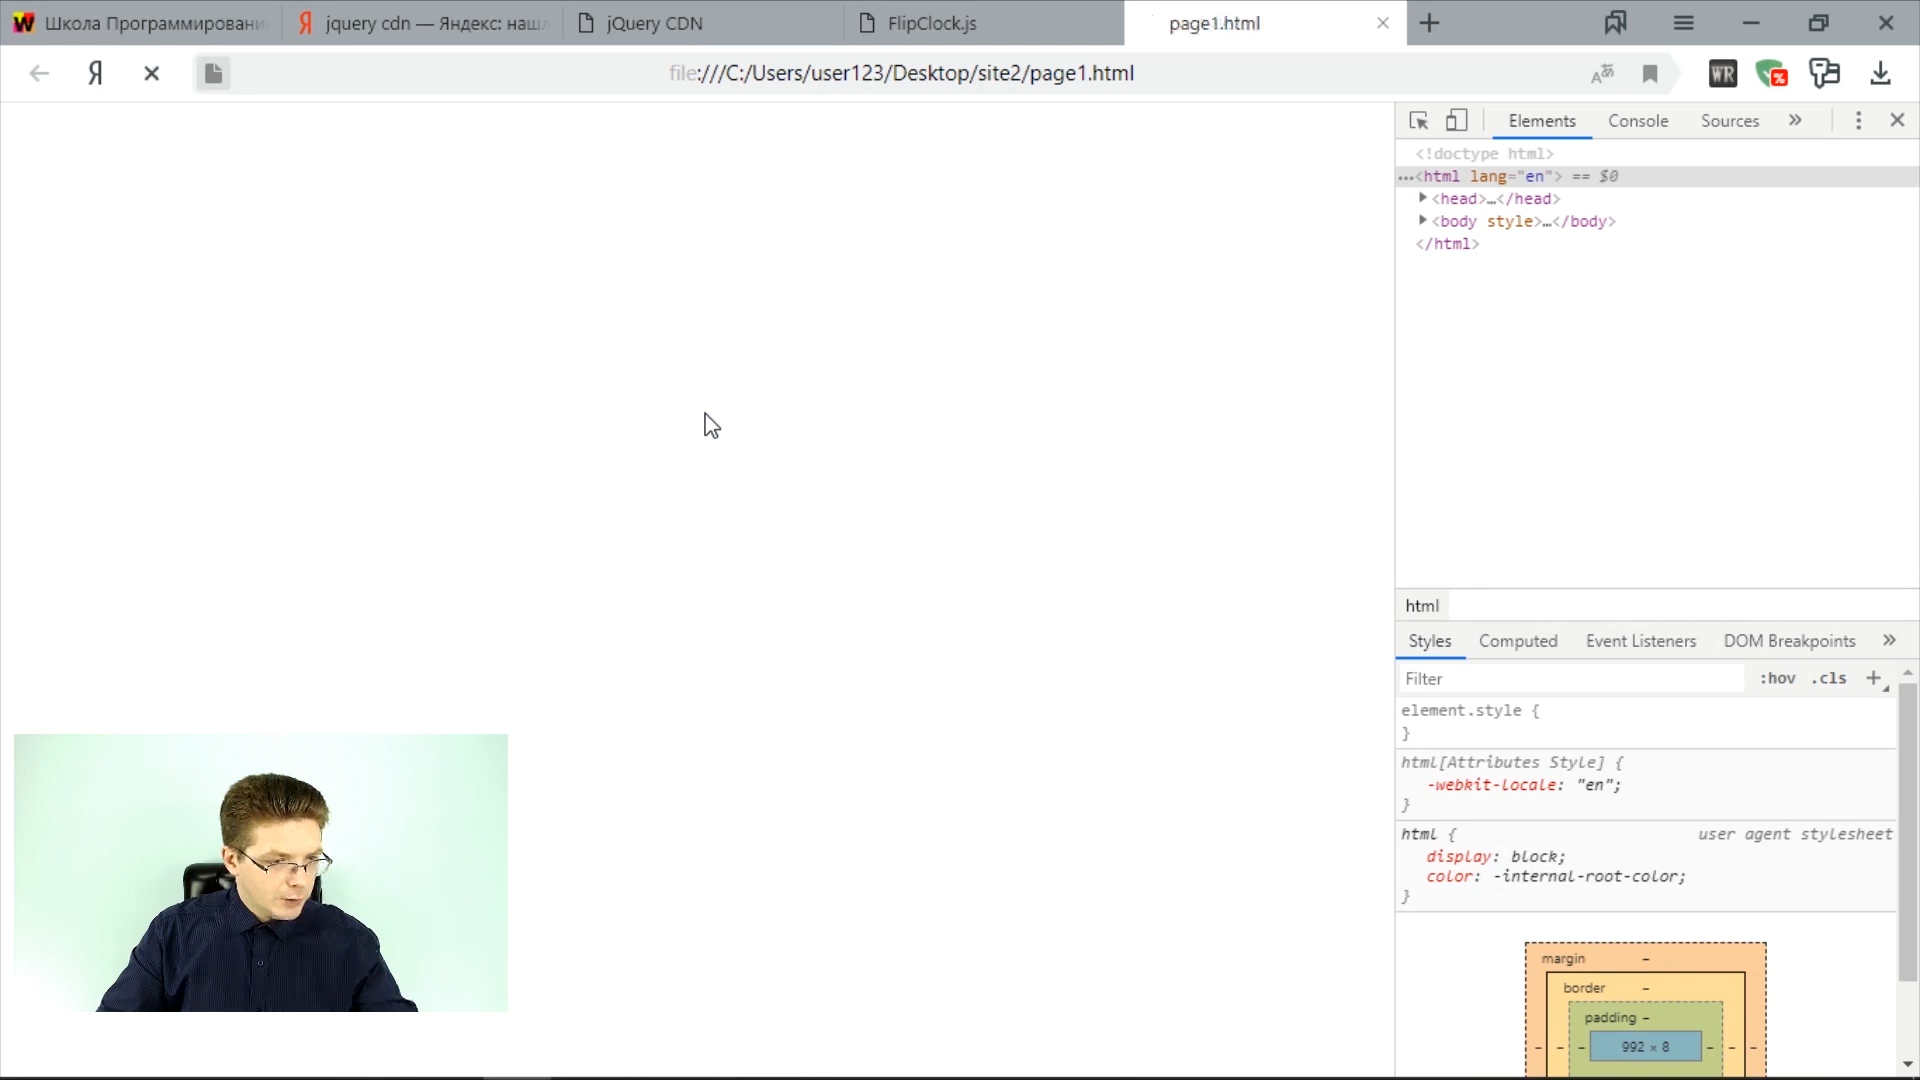 Школа Программировани
jquery cdn — Яндекс: наш
jQuery CDN
FlipClock.js
page1.html
file:///C:/Users/user123/Desktop/site2/page1.html
WR
Elements
Console
Sources
<!doctype html>
…<html lang="en"> == $0
<head>…</head>
<body style>…</body>
</html>
html
Styles
Computed
Event Listeners
DOM Breakpoints
Filter
:hov
.cls
element.style {
}
html[Attributes Style] {
-webkit-locale: "en";
}
html {
user agent stylesheet
display: block;
color: -internal-root-color;
}
margin –
border –
padding –
– – – 992 × 8 – – –